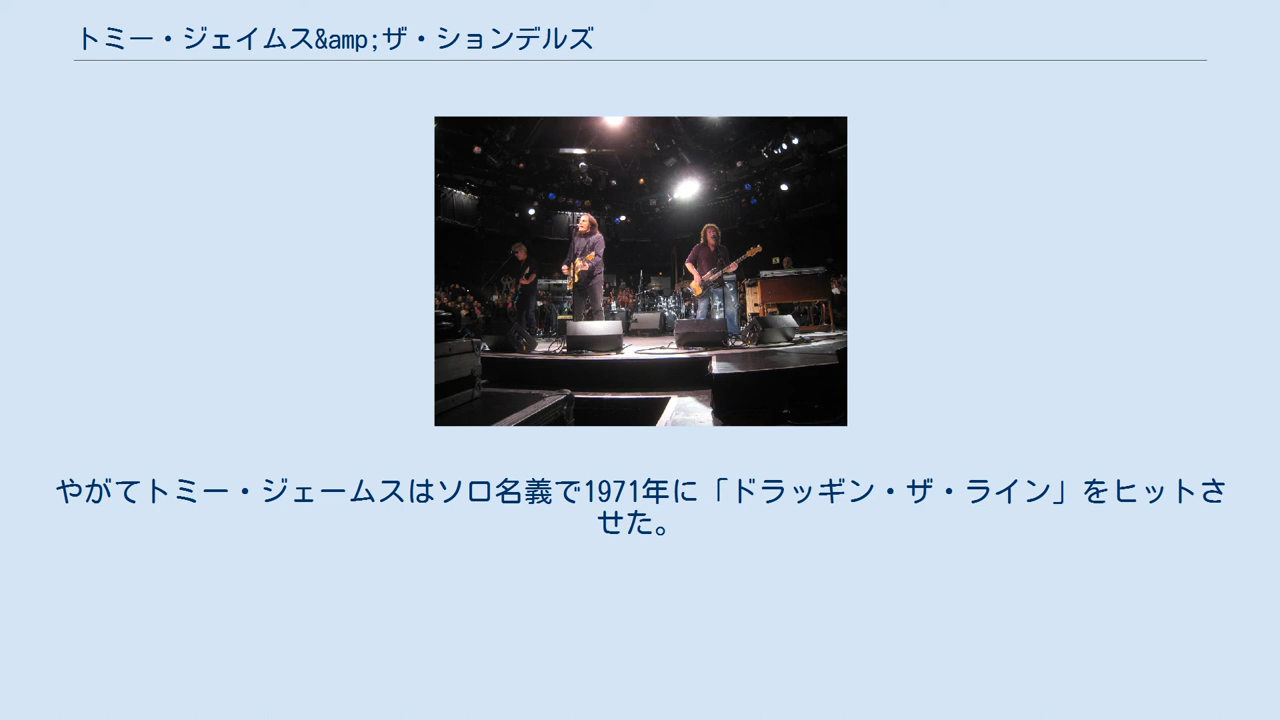 トミー・ジェイムス&amp;ザ・ションデルズ
やがてトミー・ジェームスはソロ名義で1971年に「ドラッギン・ザ・ライン」をヒットさ
せた。